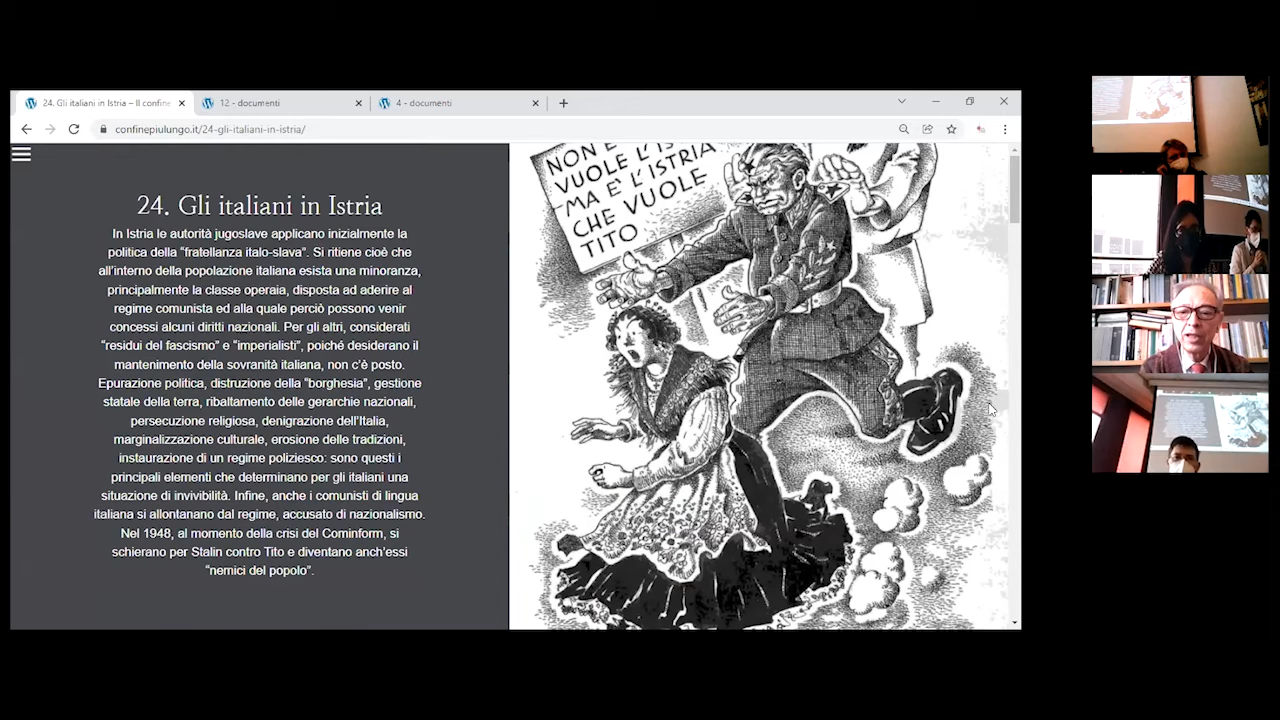 24. Gli italiani in Istria – Il confine
12 - documenti
4 - documenti
confinepiulungo.it/24-gli-italiani-in-istria/
24. Gli italiani in Istria
In Istria le autorità jugoslave applicano inizialmente la
politica della “fratellanza italo-slava”. Si ritiene cioè che
all’interno della popolazione italiana esista una minoranza,
principalmente la classe operaia, disposta ad aderire al
regime comunista ed alla quale perciò possono venir
concessi alcuni diritti nazionali. Per gli altri, considerati
“residui del fascismo” e “imperialisti”, poiché desiderano il
mantenimento della sovranità italiana, non c’è posto.
Epurazione politica, distruzione della “borghesia”, gestione
statale della terra, ribaltamento delle gerarchie nazionali,
persecuzione religiosa, denigrazione dell’Italia,
marginalizzazione culturale, erosione delle tradizioni,
instaurazione di un regime poliziesco: sono questi i
principali elementi che determinano per gli italiani una
situazione di invivibilità. Infine, anche i comunisti di lingua
italiana si allontanano dal regime, accusato di nazionalismo.
Nel 1948, al momento della crisi del Cominform, si
schierano per Stalin contro Tito e diventano anch’essi
“nemici del popolo”.
NON È
VUOLE L'IS
MA È L'ISTRIA
CHE VUOLE
TITO